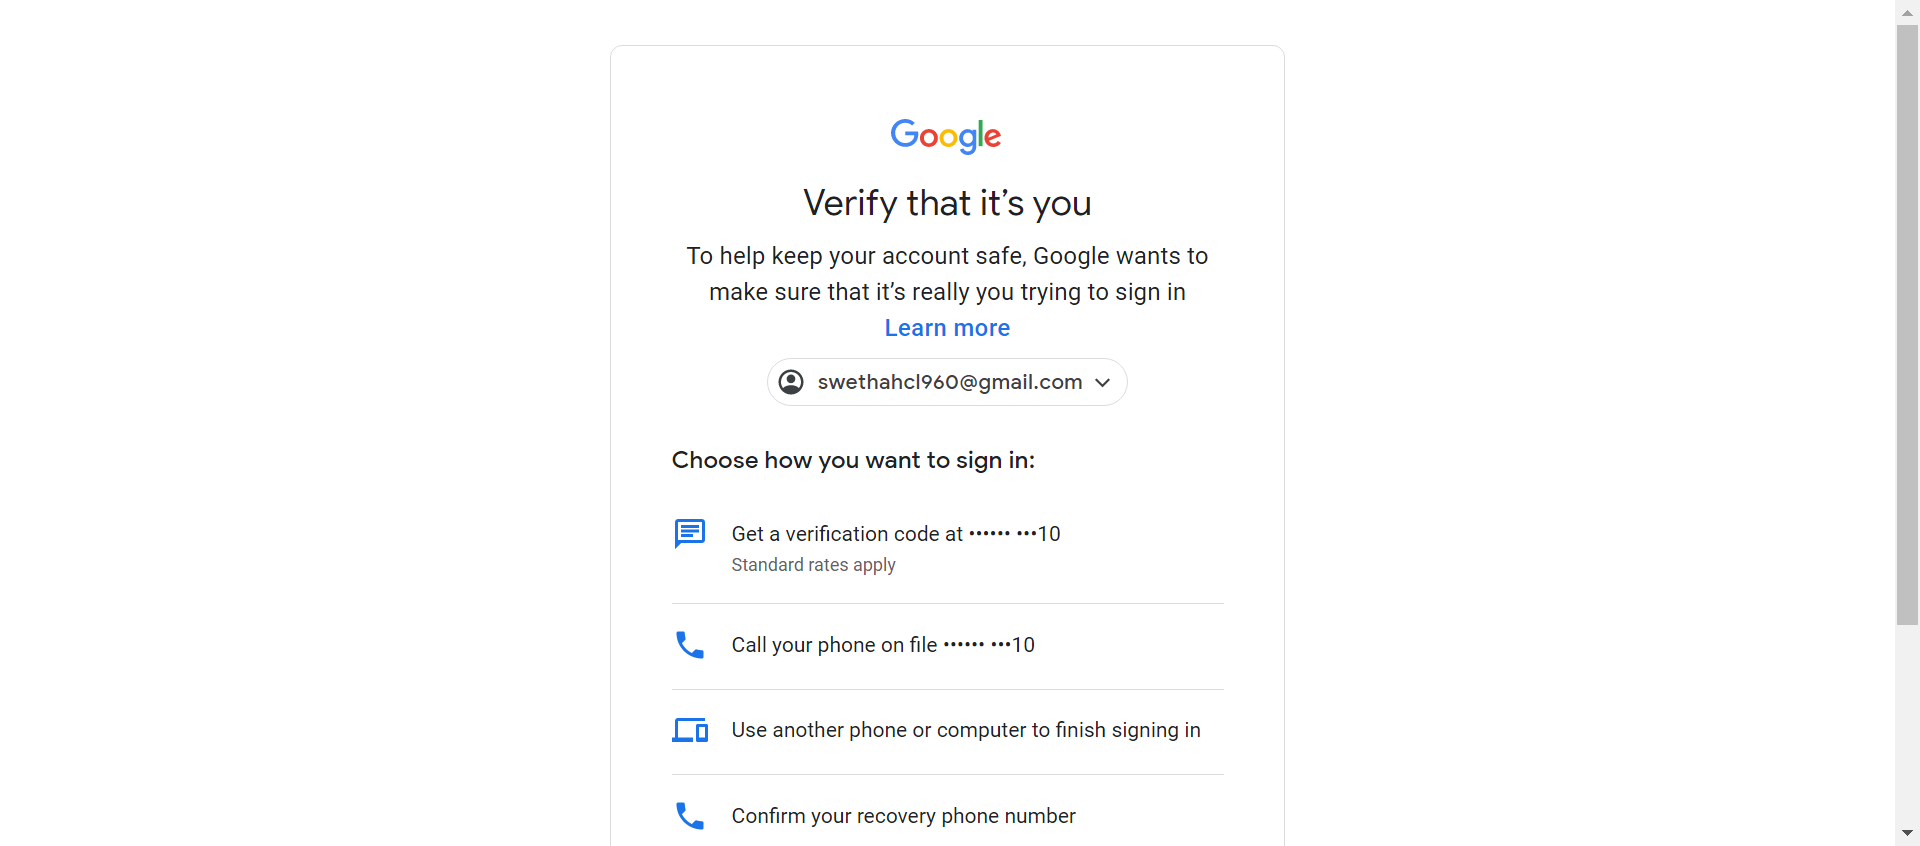 Google
Verify that it’s you
To help keep your account safe, Google wants to
make sure that it’s really you trying to sign in
Learn more
swethahcl960@gmail.com
Choose how you want to sign in:
Get a verification code at •••••• •••10
Standard rates apply
Call your phone on file •••••• •••10
Use another phone or computer to finish signing in
Confirm your recovery phone number